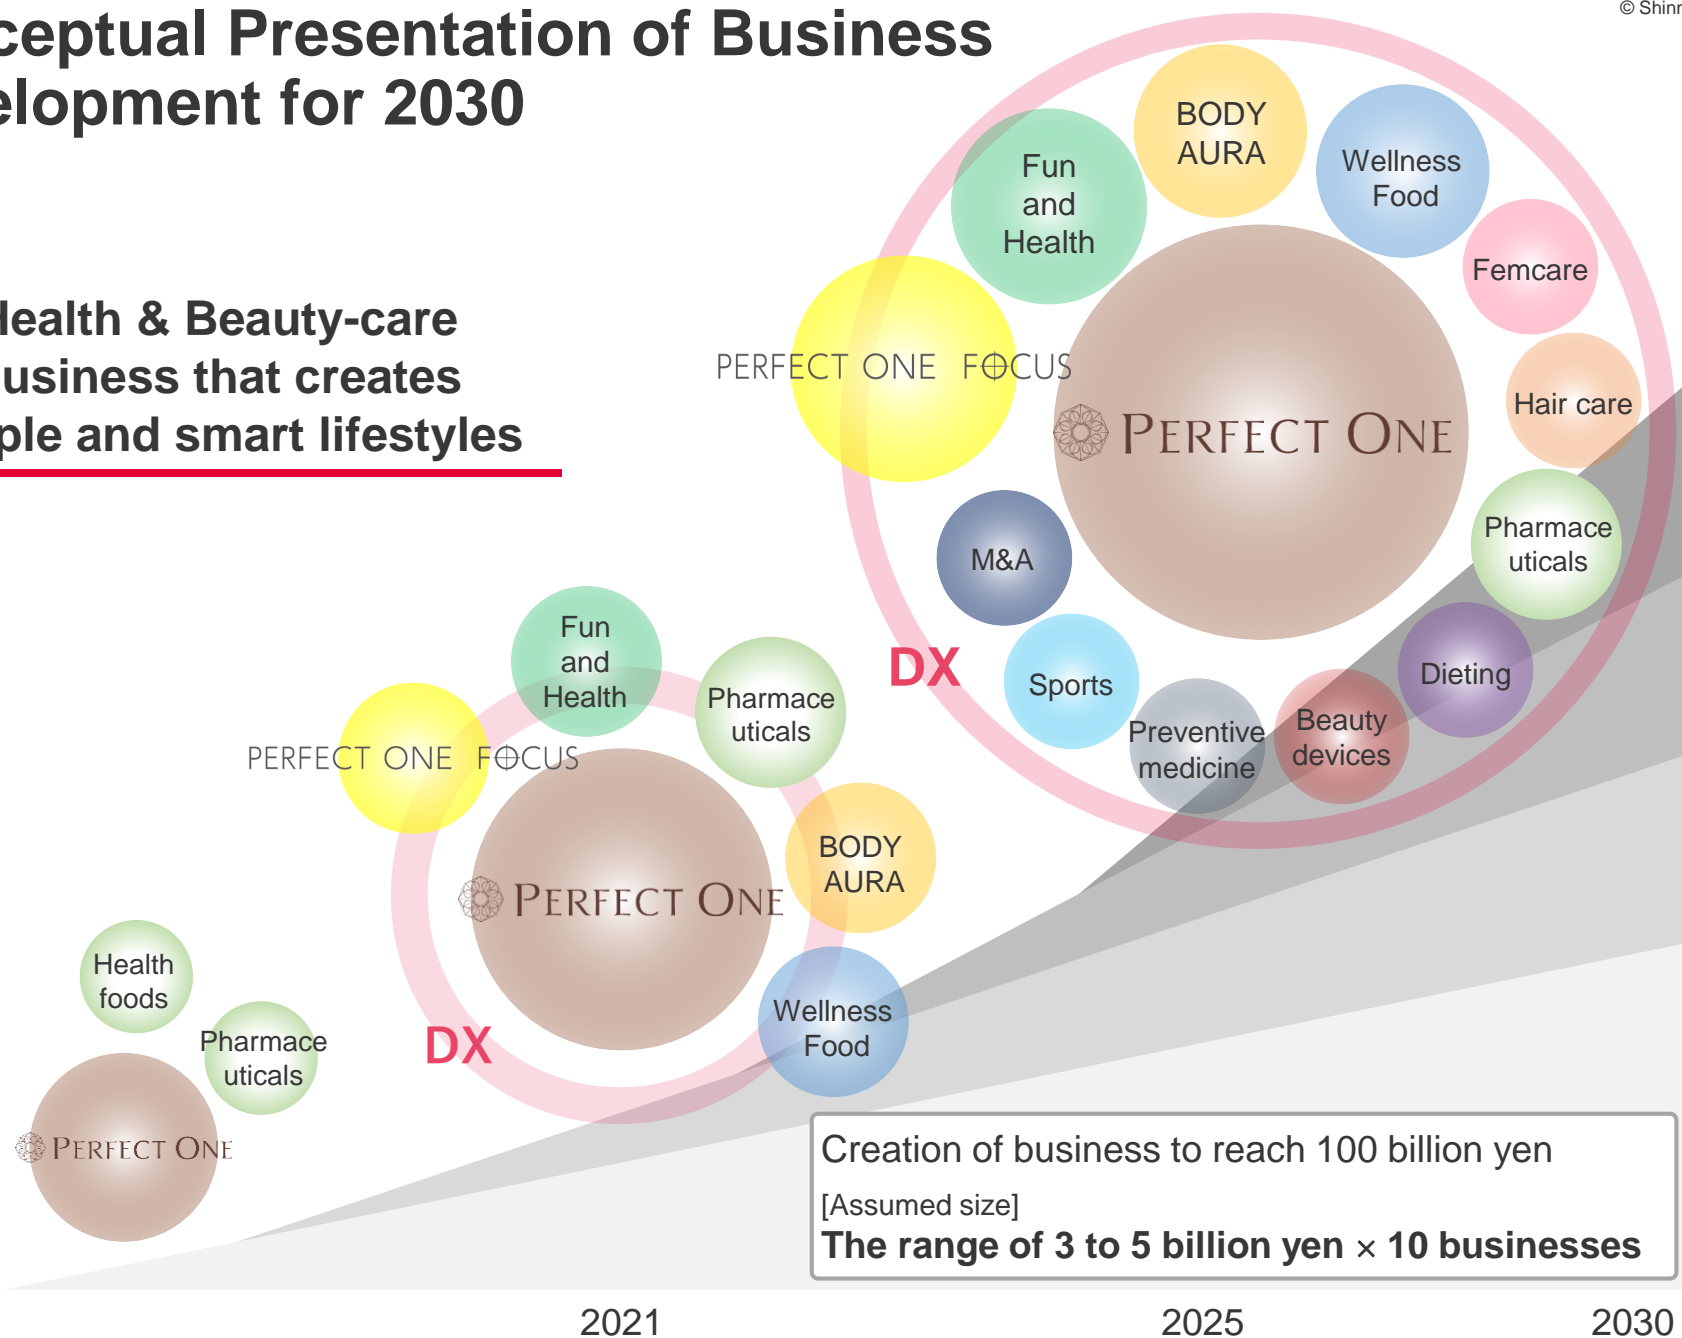 © Shinr
ceptual Presentation of Business
elopment for 2030
Health & Beauty-care
business that creates
ple and smart lifestyles
BODY
AURA
Wellness
Food
Fun
and
Health
Femcare
PERFECT ONE FOCUS
PERFECT ONE
Hair care
M&A
Pharmace
uticals
DX
Sports
Dieting
Preventive
medicine
Beauty
devices
Fun
and
Health
Pharmace
uticals
PERFECT ONE FOCUS
BODY
AURA
PERFECT ONE
Wellness
Food
DX
Health
foods
Pharmace
uticals
PERFECT ONE
Creation of business to reach 100 billion yen
[Assumed size]
The range of 3 to 5 billion yen × 10 businesses
2021
2025
2030